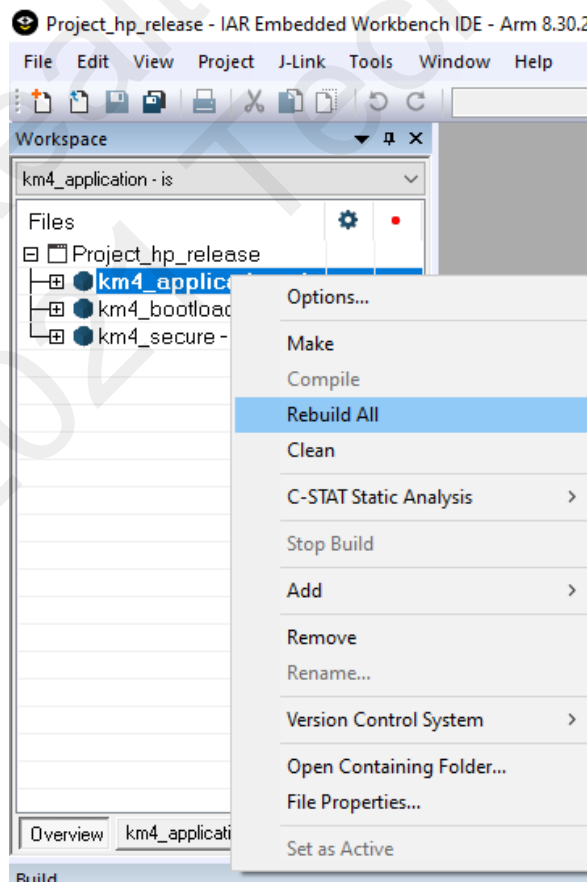 Project_hp_release - IAR Embedded Workbench IDE - Arm 8.30.2
File Edit View Project J-Link Tools Window Help
Workspace
km4_application - is
Files
Project_hp_release
km4_applica
km4_bootload
km4_secure -
Options...
Make
Compile
Rebuild All
Clean
C-STAT Static Analysis
Stop Build
Add
Remove
Rename...
Version Control System
Open Containing Folder...
File Properties...
Set as Active
Overview km4_applicati
Build
2021